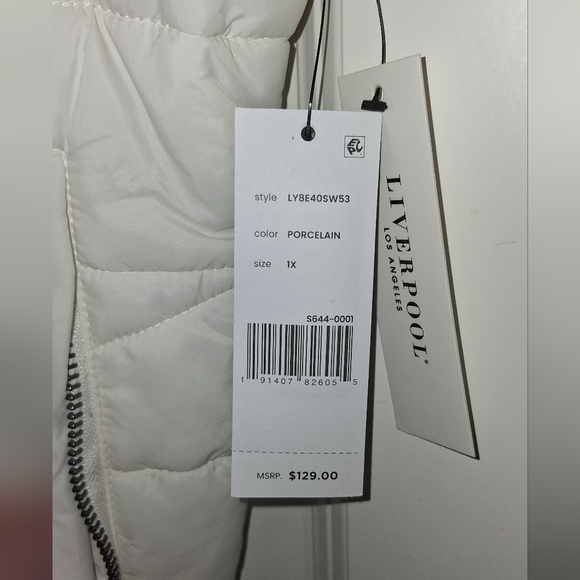 style LY8E40SW53
color PORCELAIN
size 1X
S644-0001
1 91407 82605 5
MSRP. $129.00
LIVERPOOL®
LOS ANGELES